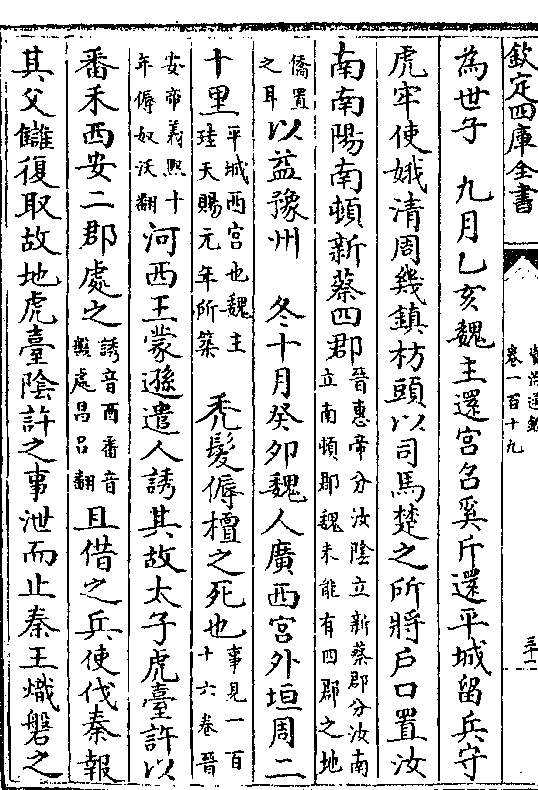 欽定四庫全書
卷一百十九
為世子 九月乙亥魏主還宮召奚斤還平城留兵守
虎牢使娥清周幾鎮枋頭以司馬楚之所將戶口置汝
南南陽南頓新蔡四郡晉惠帝分汝陰立新蔡郡分汝南立南頓郡魏未能有四郡之地
僑置之耳以益豫州 冬十月癸卯魏人廣西宮外垣周二
十里平城西宮也魏主珪天賜元年所築 禿髮傉檀之死也事見一百十六卷晉
安帝義熙十年傉奴沃翻河西王蒙遜遣人誘其故太子虎臺許以
番禾西安二郡處之誘音酉番音盤處昌呂翻且借之兵使伐秦報
其父讎復取故地虎臺陰許之事泄而止秦王熾磐之